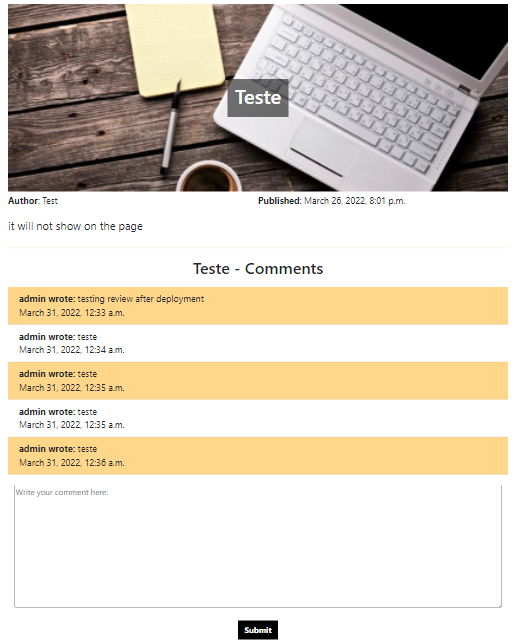 Teste
Author: Test
Published: March 26, 2022, 8:01 p.m.
it will not show on the page
Teste - Comments
admin wrote: testing review after deployment
March 31, 2022, 12:33 a.m.
admin wrote: teste
March 31, 2022, 12:34 a.m.
admin wrote: teste
March 31, 2022, 12:35 a.m.
admin wrote: teste
March 31, 2022, 12:35 a.m.
admin wrote: teste
March 31, 2022, 12:36 a.m.
Write your comment here:
Submit